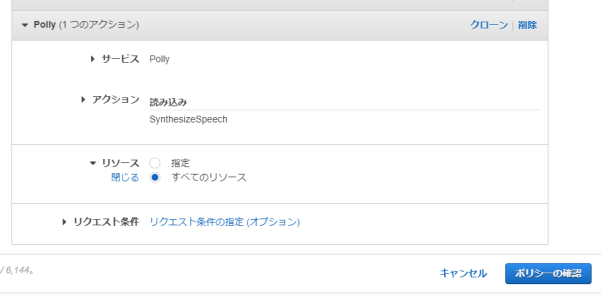 Polly (1 つのアクション) クローン | 削除
サービス Polly
アクション 読み込み
SynthesizeSpeech
リソース 指定
閉じる すべてのリソース
リクエスト条件 リクエスト条件の指定 (オプション)
/ 6,144。
キャンセル ポリシーの確認